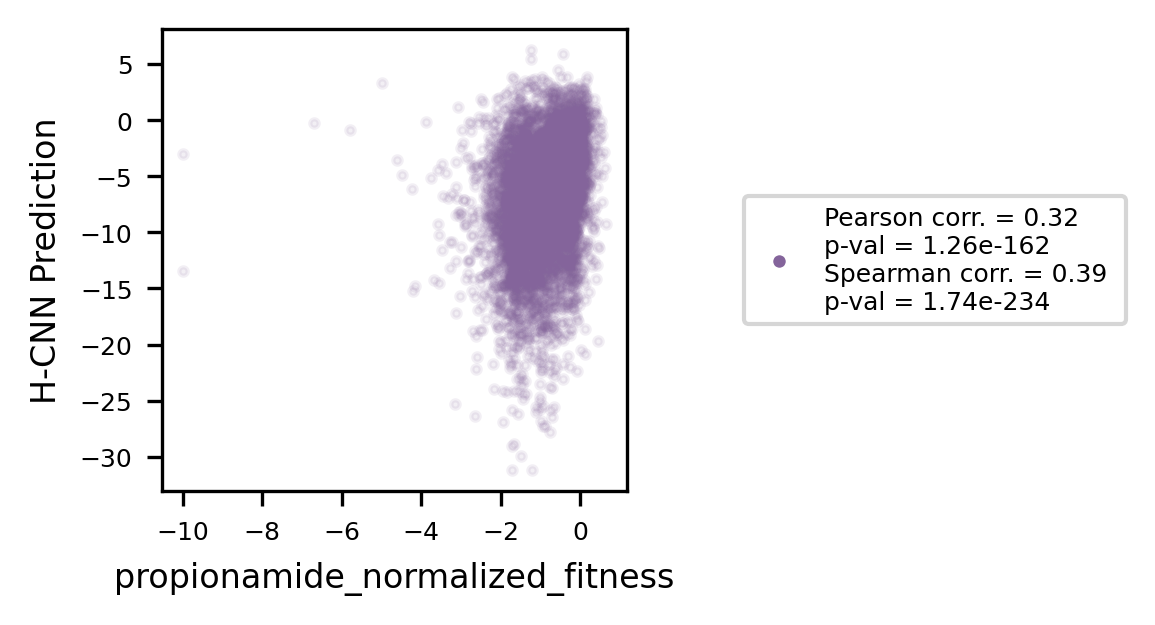 H-CNN Prediction
5
0
−5
−10
−15
−20
−25
−30
−10
−8
−6
−4
−2
0
propionamide_normalized_fitness
Pearson corr. = 0.32
p-val = 1.26e-162
Spearman corr. = 0.39
p-val = 1.74e-234